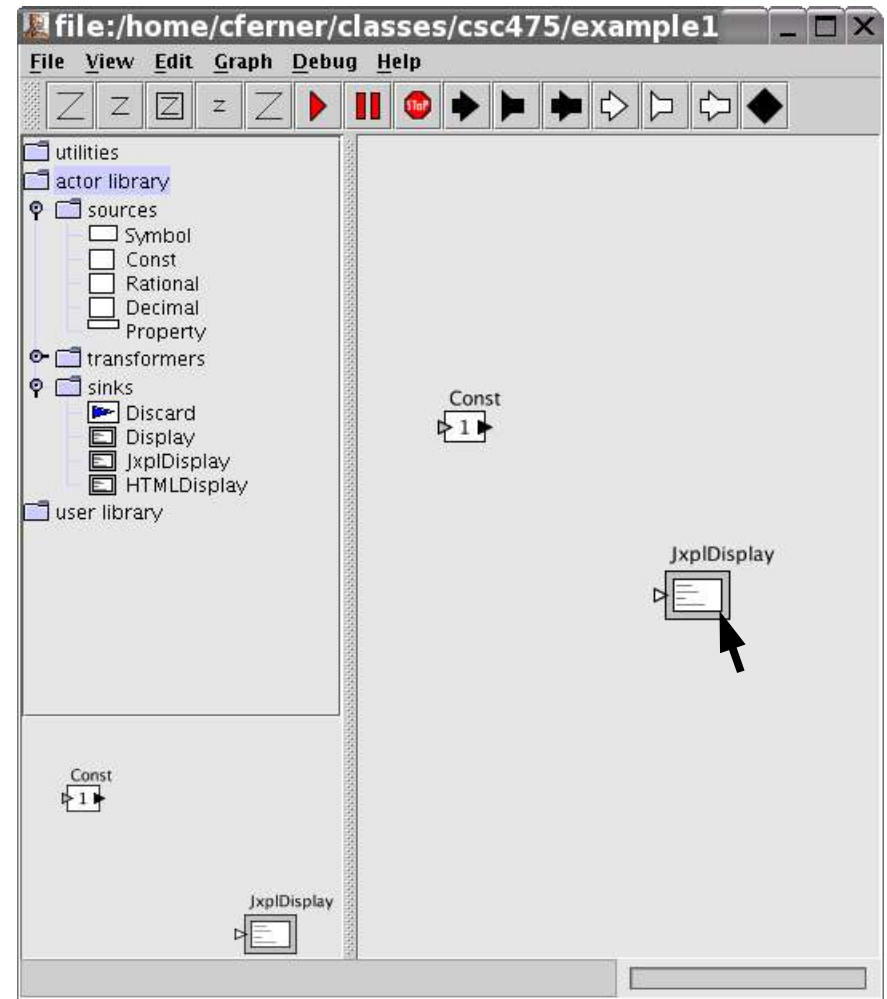 file:/home/cferner/classes/csc475/example1
File View Edit Graph Debug Help
Z Z Z Z Z STOP
utilities
actor library
sources
Symbol
Const
Rational
Decimal
Property
transformers
sinks
Discard
Display
JxplDisplay
HTMLDisplay
user library
Const
1
JxplDisplay
Const
1
JxplDisplay